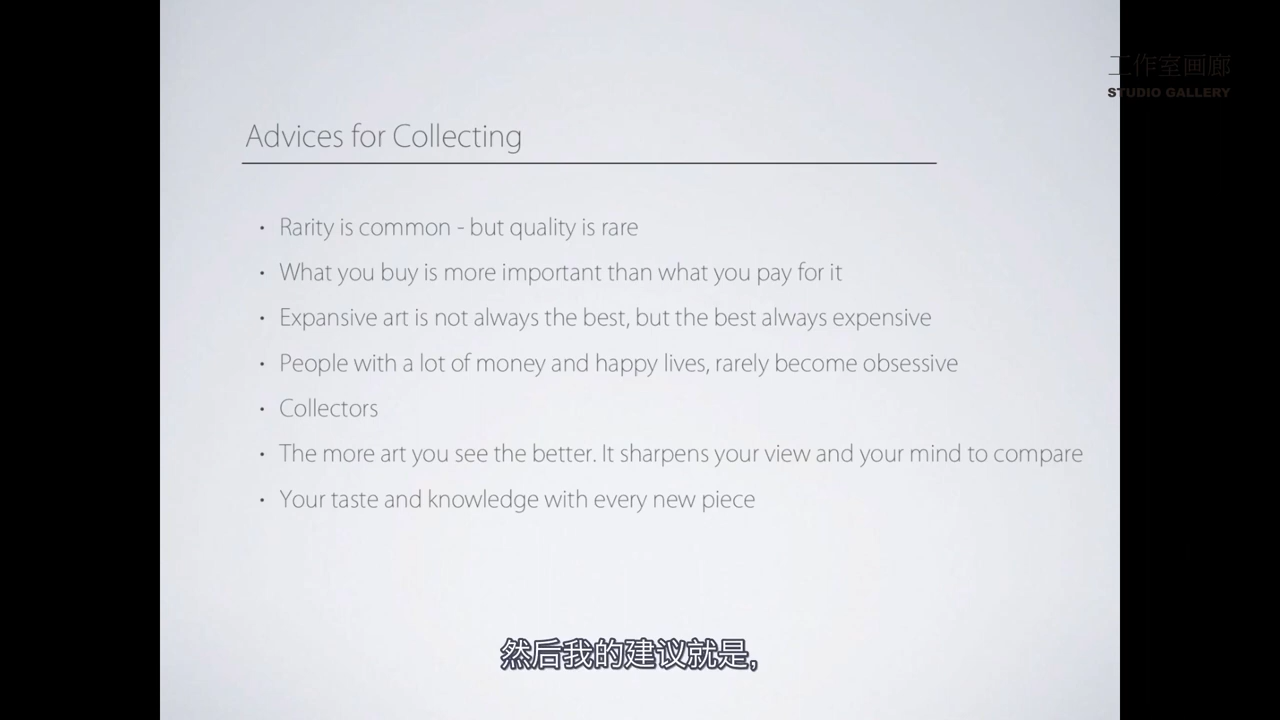 工作室画廊
STUDIO GALLERY
Advices for Collecting
• Rarity is common - but quality is rare
• What you buy is more important than what you pay for it
• Expansive art is not always the best, but the best always expensive
• People with a lot of money and happy lives, rarely become obsessive
• Collectors
• The more art you see the better. It sharpens your view and your mind to compare
• Your taste and knowledge with every new piece
然后我的建议就是,